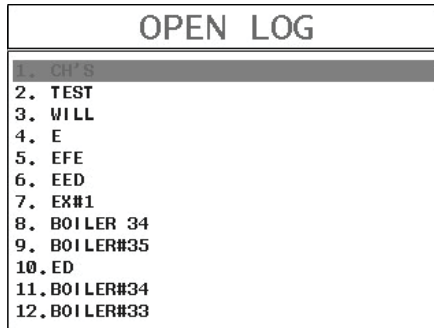 OPEN LOG
1. CH'S
2. TEST
3. WILL
4. E
5. EFE
6. EED
7. EX#1
8. BOILER 34
9. BOILER#35
10.ED
11.BOILER#34
12.BOILER#33